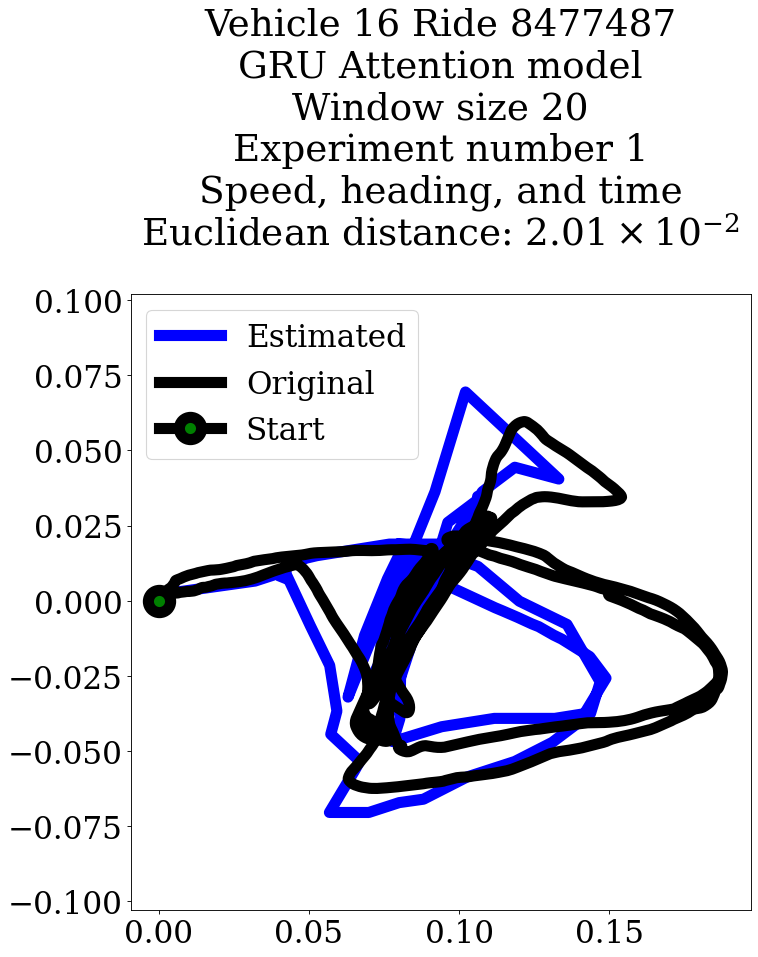 Vehicle 16 Ride 8477487
GRU Attention model
Window size 20
Experiment number 1
Speed, heading, and time
Euclidean distance: 2.01 × 10⁻²
0.100
0.075
0.050
0.025
0.000
−0.025
−0.050
−0.075
−0.100
Estimated
Original
Start
0.00 0.05 0.10 0.15